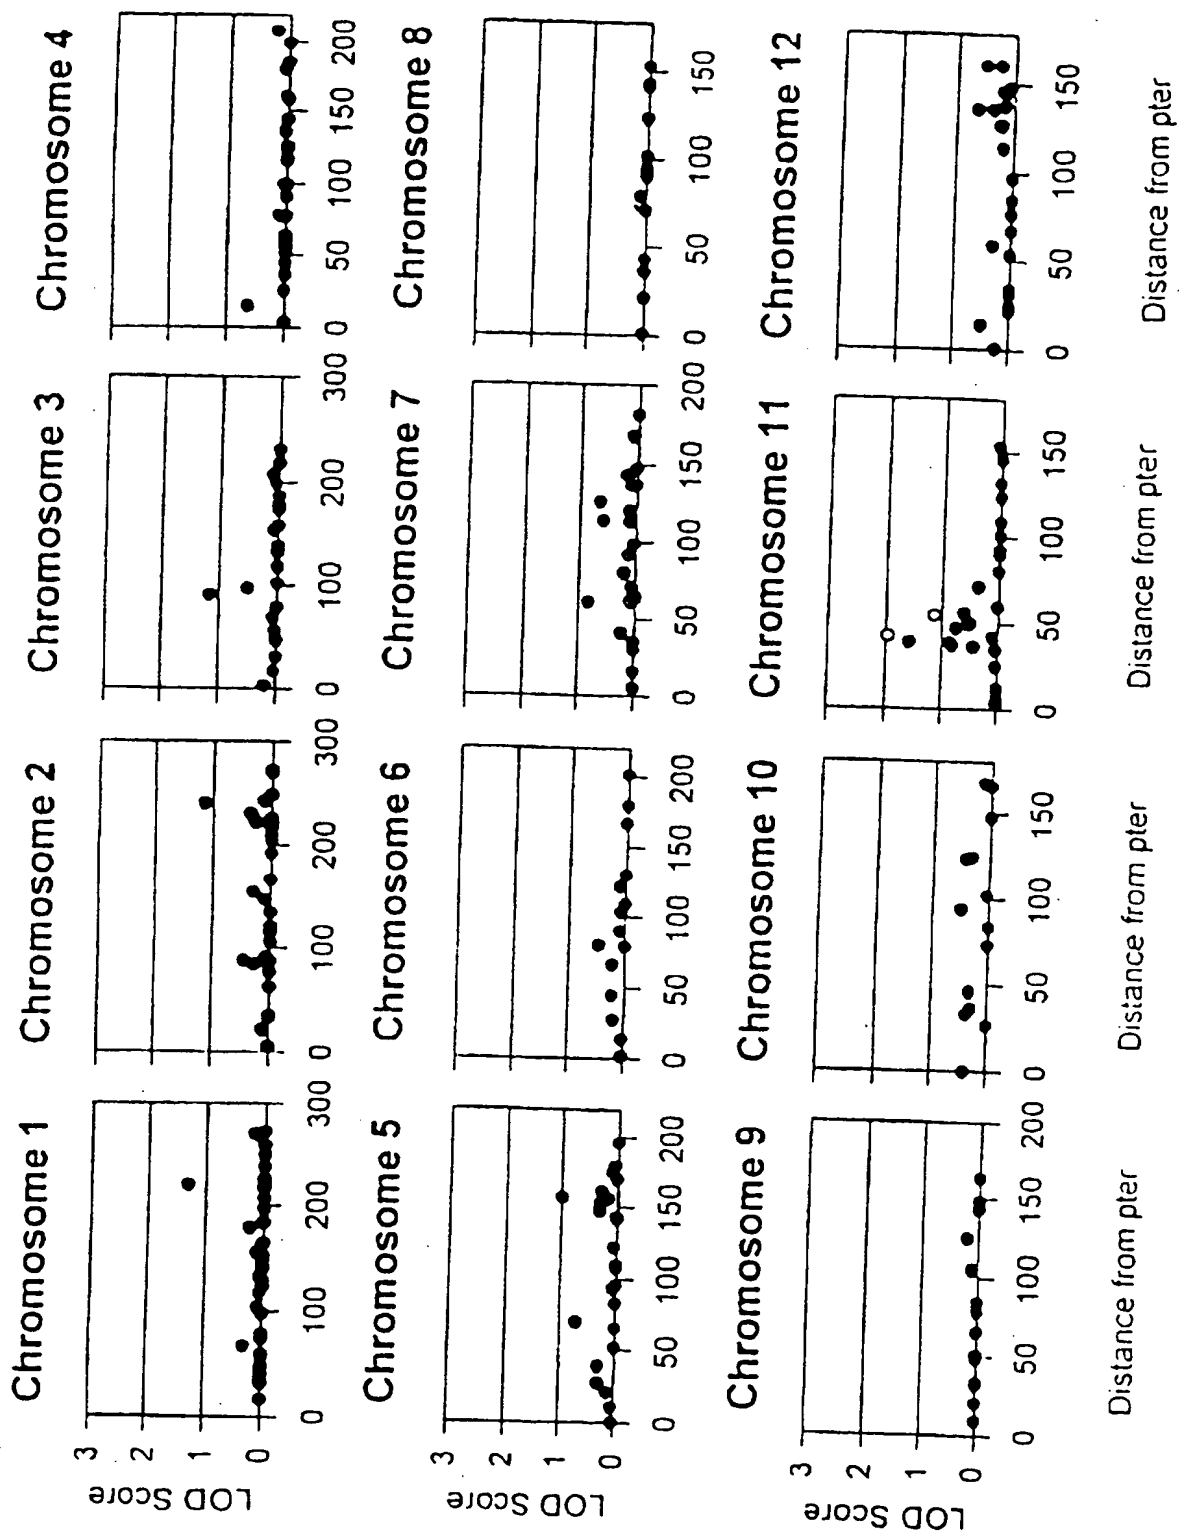 Chromosome 1
Chromosome 2
Chromosome 3
Chromosome 4
LOD Score
3
2
1
0
0 100 200 300
0 100 200 300
0 100 200 300
0 50 100 150 200
Chromosome 5
Chromosome 6
Chromosome 7
Chromosome 8
LOD Score
3
2
1
0
0 50 100 150 200
0 50 100 150 200
0 50 100 150 200
0 50 100 150
Chromosome 9
Chromosome 10
Chromosome 11
Chromosome 12
LOD Score
3
2
1
0
0 50 100 150 200
0 50 100 150
0 50 100 150
0 50 100 150
Distance from pter
Distance from pter
Distance from pter
Distance from pter